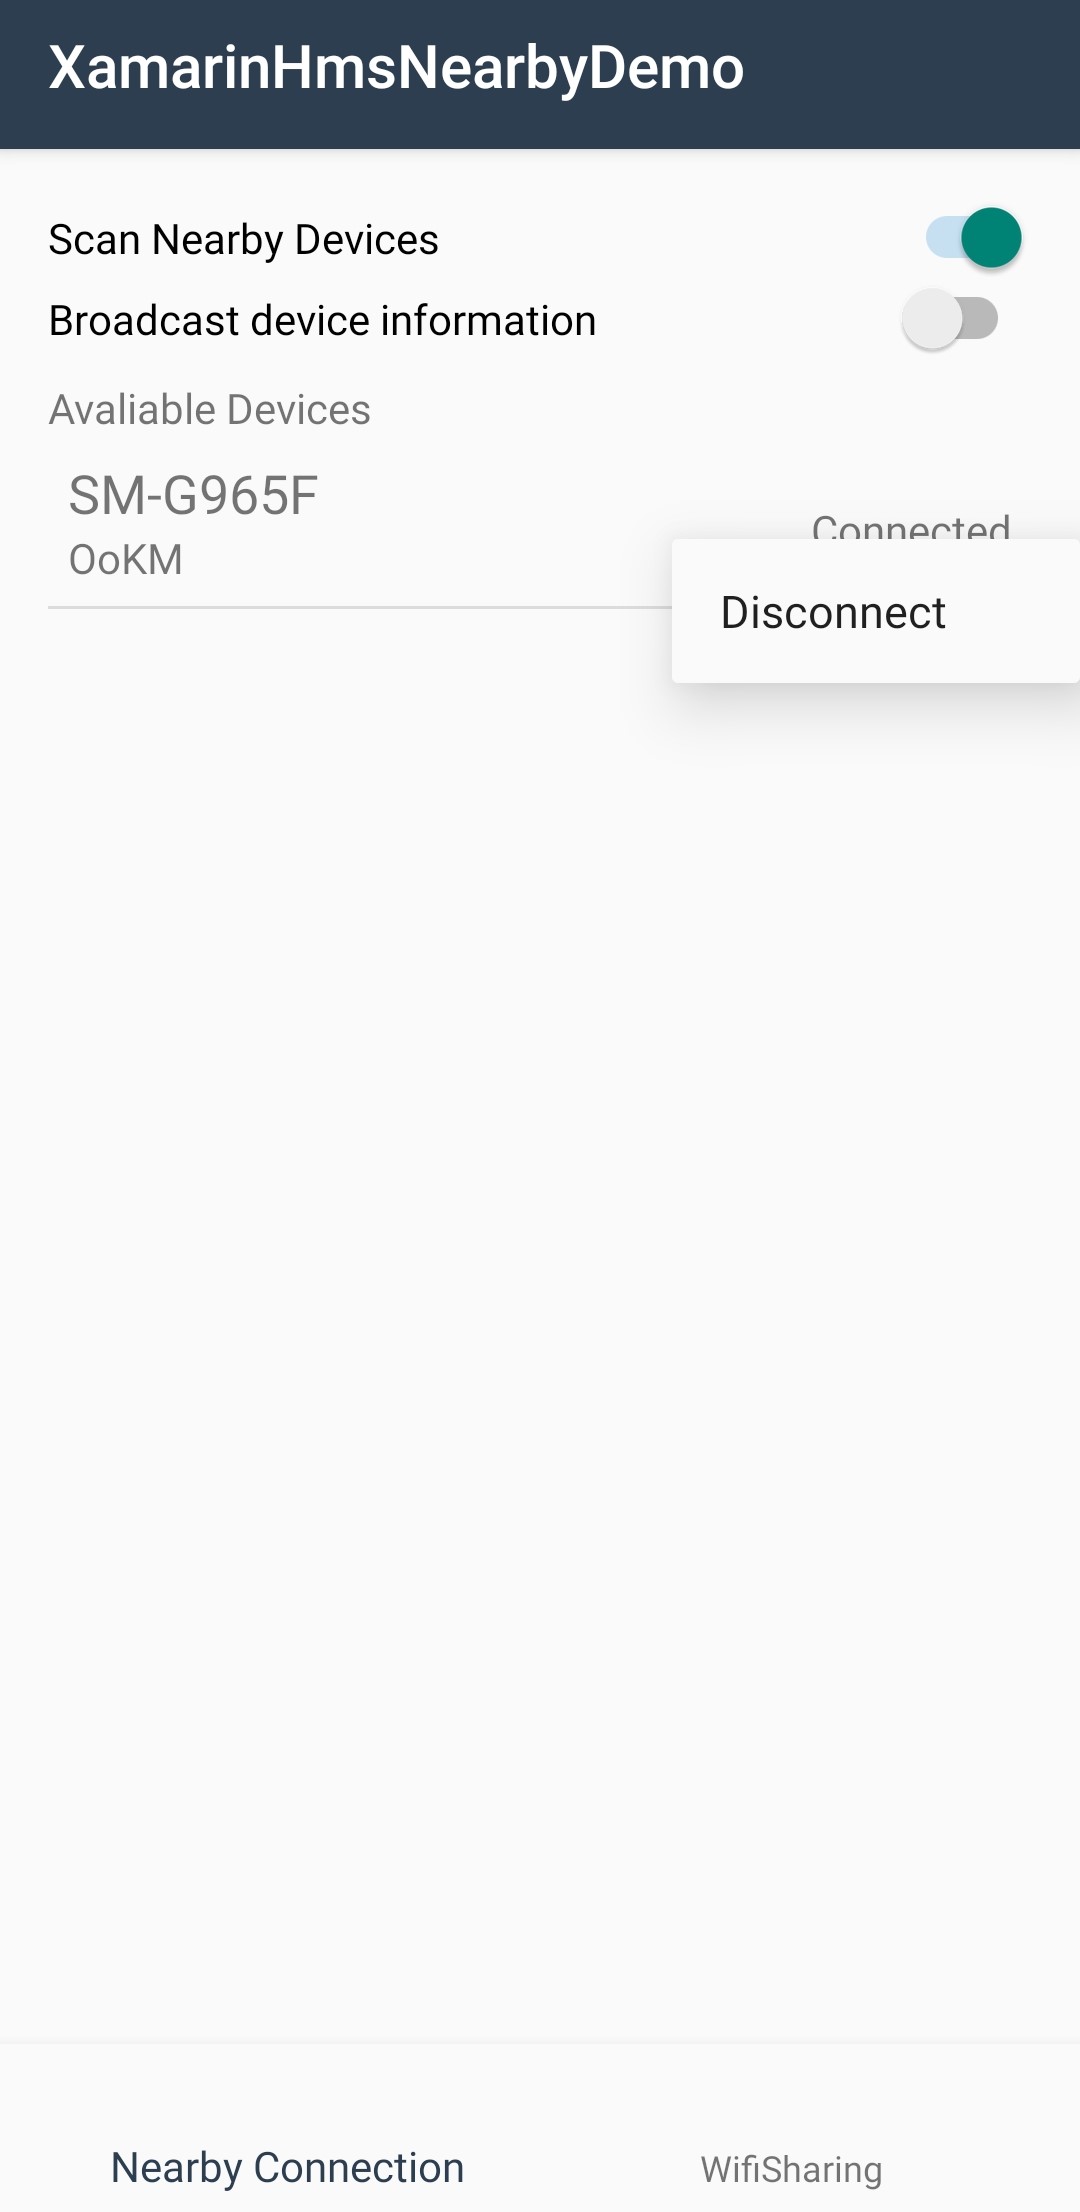 XamarinHmsNearbyDemo
Scan Nearby Devices
Broadcast device information
Avaliable Devices
SM-G965F
Connected
OoKM
Disconnect
Nearby Connection
WifiSharing